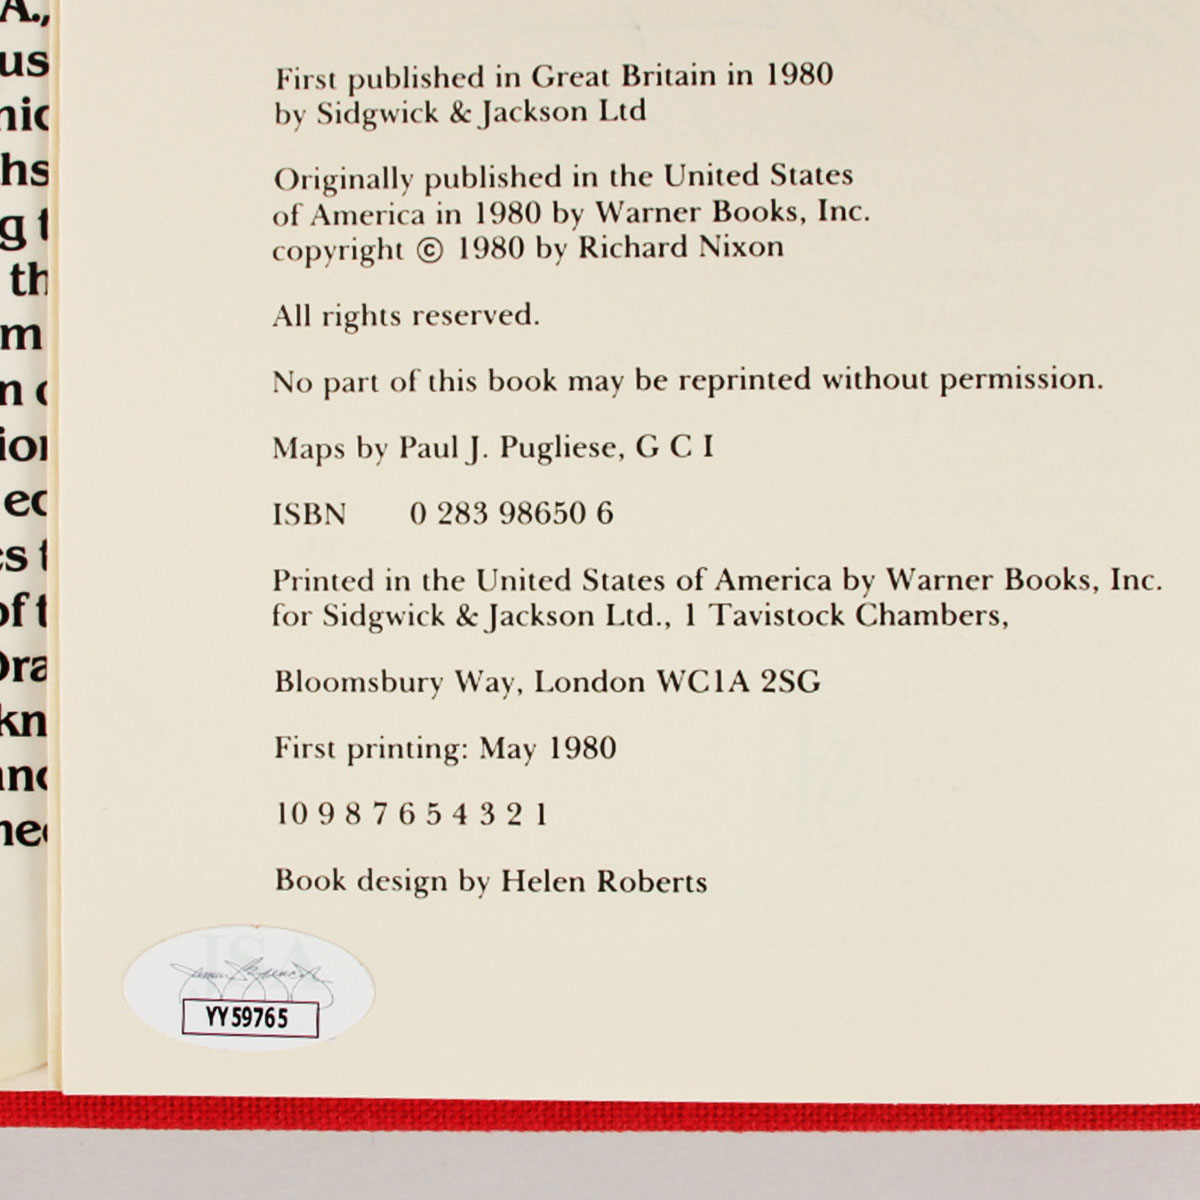 First published in Great Britain in 1980
by Sidgwick & Jackson Ltd
Originally published in the United States
of America in 1980 by Warner Books, Inc.
copyright © 1980 by Richard Nixon
All rights reserved.
No part of this book may be reprinted without permission.
Maps by Paul J. Pugliese, G C I
ISBN 0 283 98650 6
Printed in the United States of America by Warner Books, Inc.
for Sidgwick & Jackson Ltd., 1 Tavistock Chambers,
Bloomsbury Way, London WC1A 2SG
First printing: May 1980
10 9 8 7 6 5 4 3 2 1
Book design by Helen Roberts
JSA
YY59765